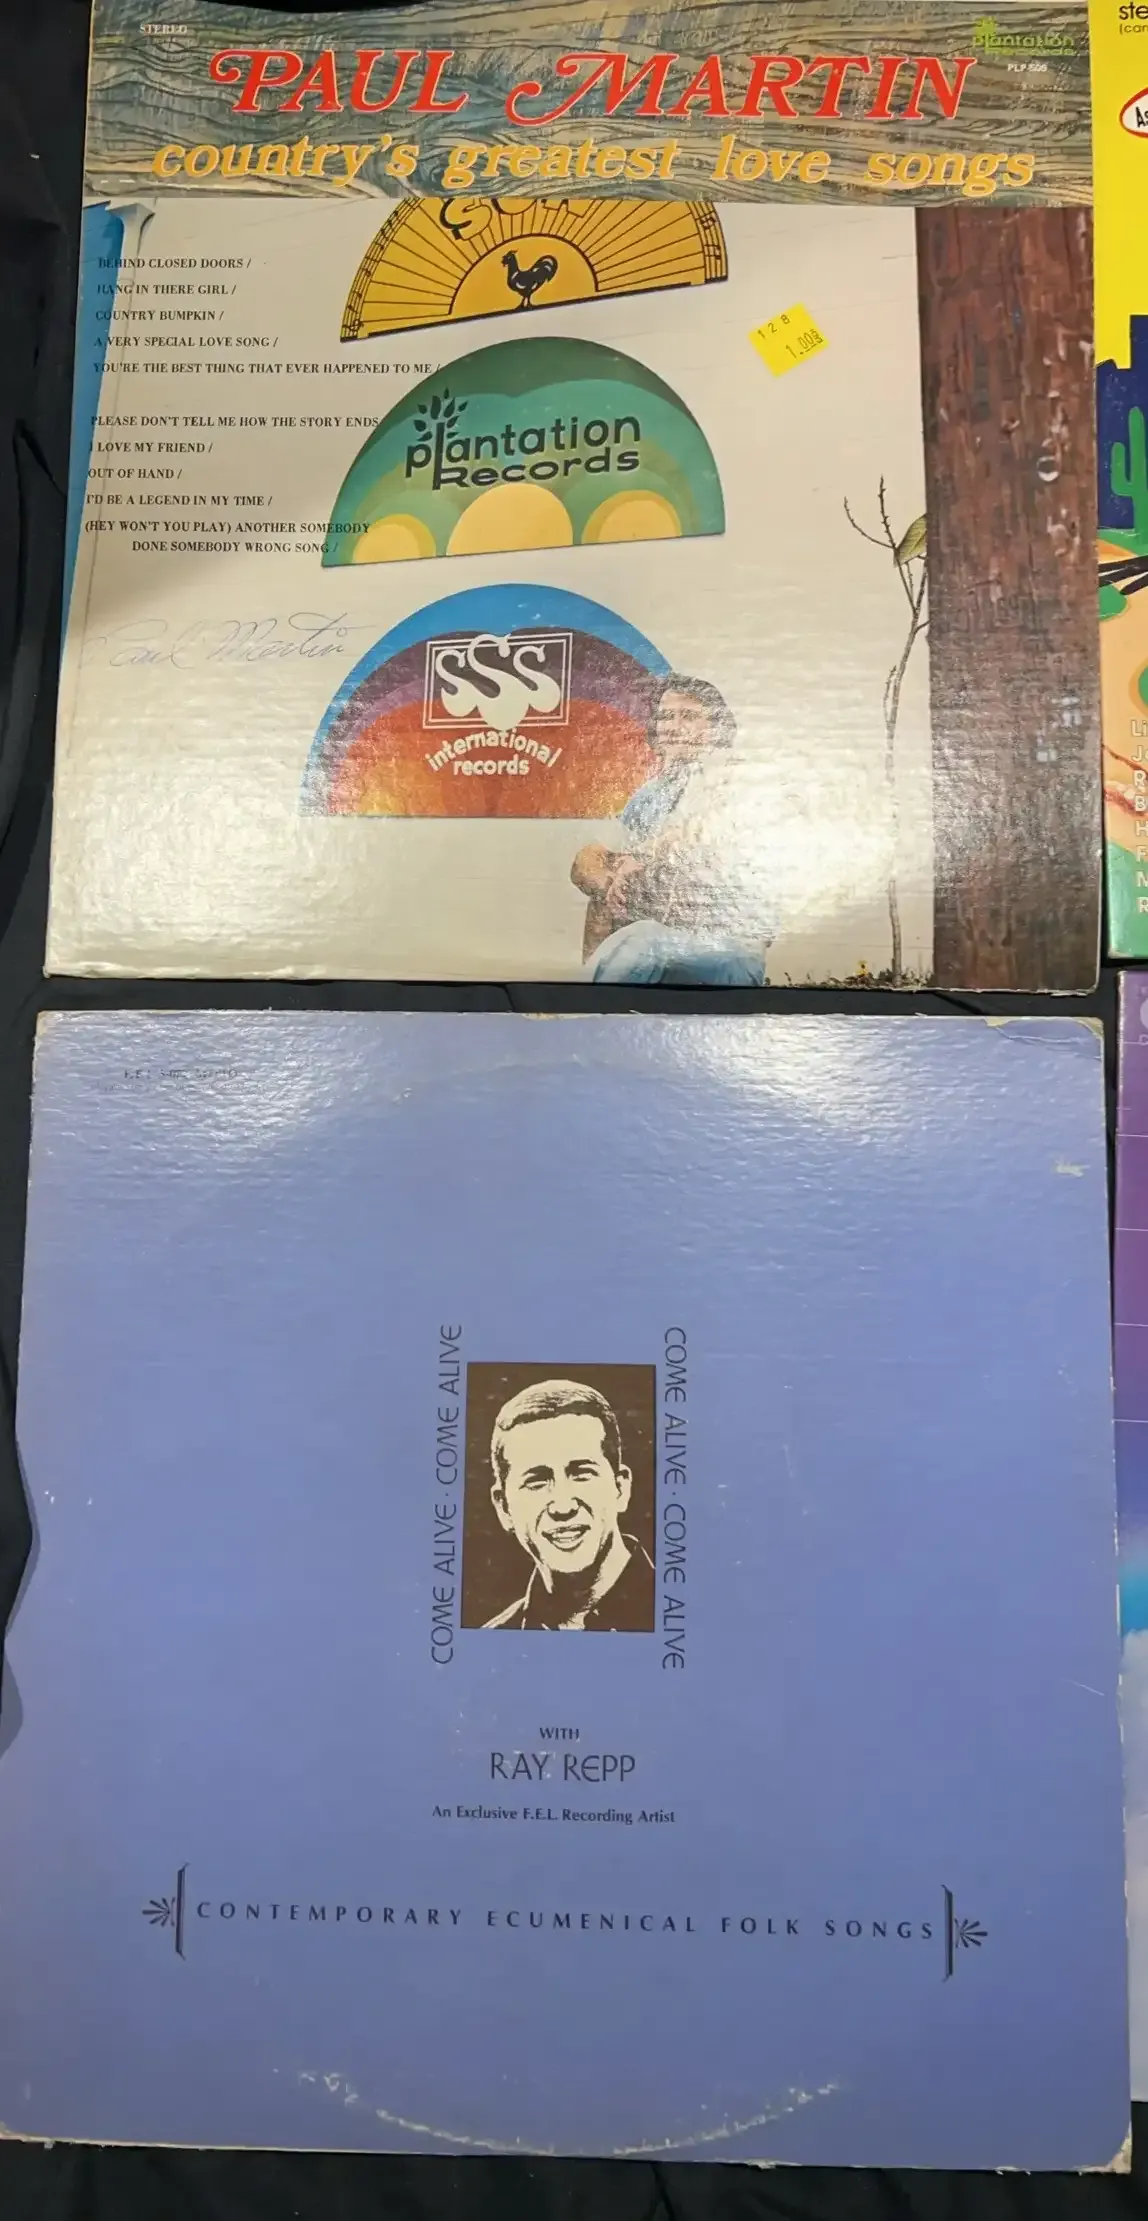 STEREO
plantation
RECORDS
PLP-506
PAUL MARTIN
country's greatest love songs
SUN
BEHIND CLOSED DOORS /
HANG IN THERE GIRL /
COUNTRY BUMPKIN /
A VERY SPECIAL LOVE SONG /
YOU'RE THE BEST THING THAT EVER HAPPENED TO ME /
PLEASE DON'T TELL ME HOW THE STORY ENDS
I LOVE MY FRIEND /
OUT OF HAND /
I'D BE A LEGEND IN MY TIME /
(HEY WON'T YOU PLAY) ANOTHER SOMEBODY
DONE SOMEBODY WRONG SONG /
128
1.00
plantation
Records
Paul Martin
SSS
international
records
COME ALIVE · COME ALIVE
COME ALIVE · COME ALIVE
WITH
RAY REPP
An Exclusive F.E.L. Recording Artist
CONTEMPORARY ECUMENICAL FOLK SONGS